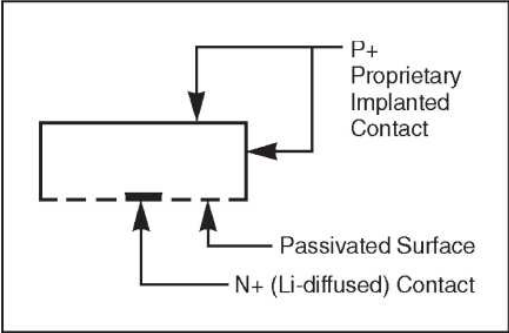 P+
Proprietary
Implanted
Contact
Passivated Surface
N+ (Li-diffused) Contact